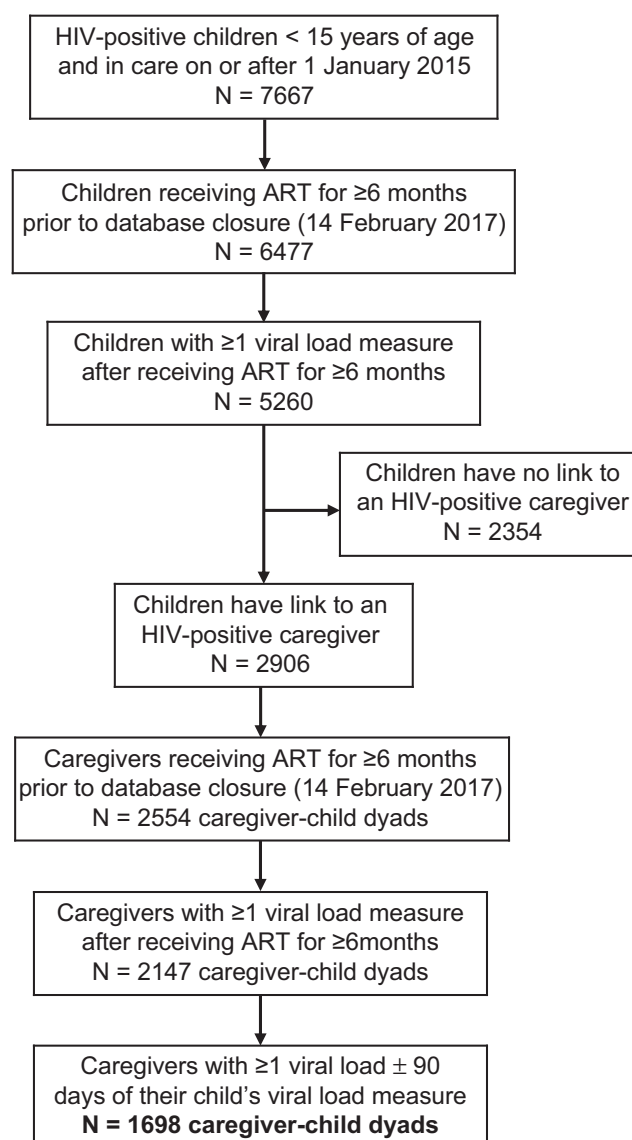 HIV-positive children < 15 years of age
and in care on or after 1 January 2015
N = 7667
Children receiving ART for ≥6 months
prior to database closure (14 February 2017)
N = 6477
Children with ≥1 viral load measure
after receiving ART for ≥6 months
N = 5260
Children have no link to
an HIV-positive caregiver
N = 2354
Children have link to an
HIV-positive caregiver
N = 2906
Caregivers receiving ART for ≥6 months
prior to database closure (14 February 2017)
N = 2554 caregiver-child dyads
Caregivers with ≥1 viral load measure
after receiving ART for ≥6months
N = 2147 caregiver-child dyads
Caregivers with ≥1 viral load ± 90
days of their child's viral load measure
N = 1698 caregiver-child dyads